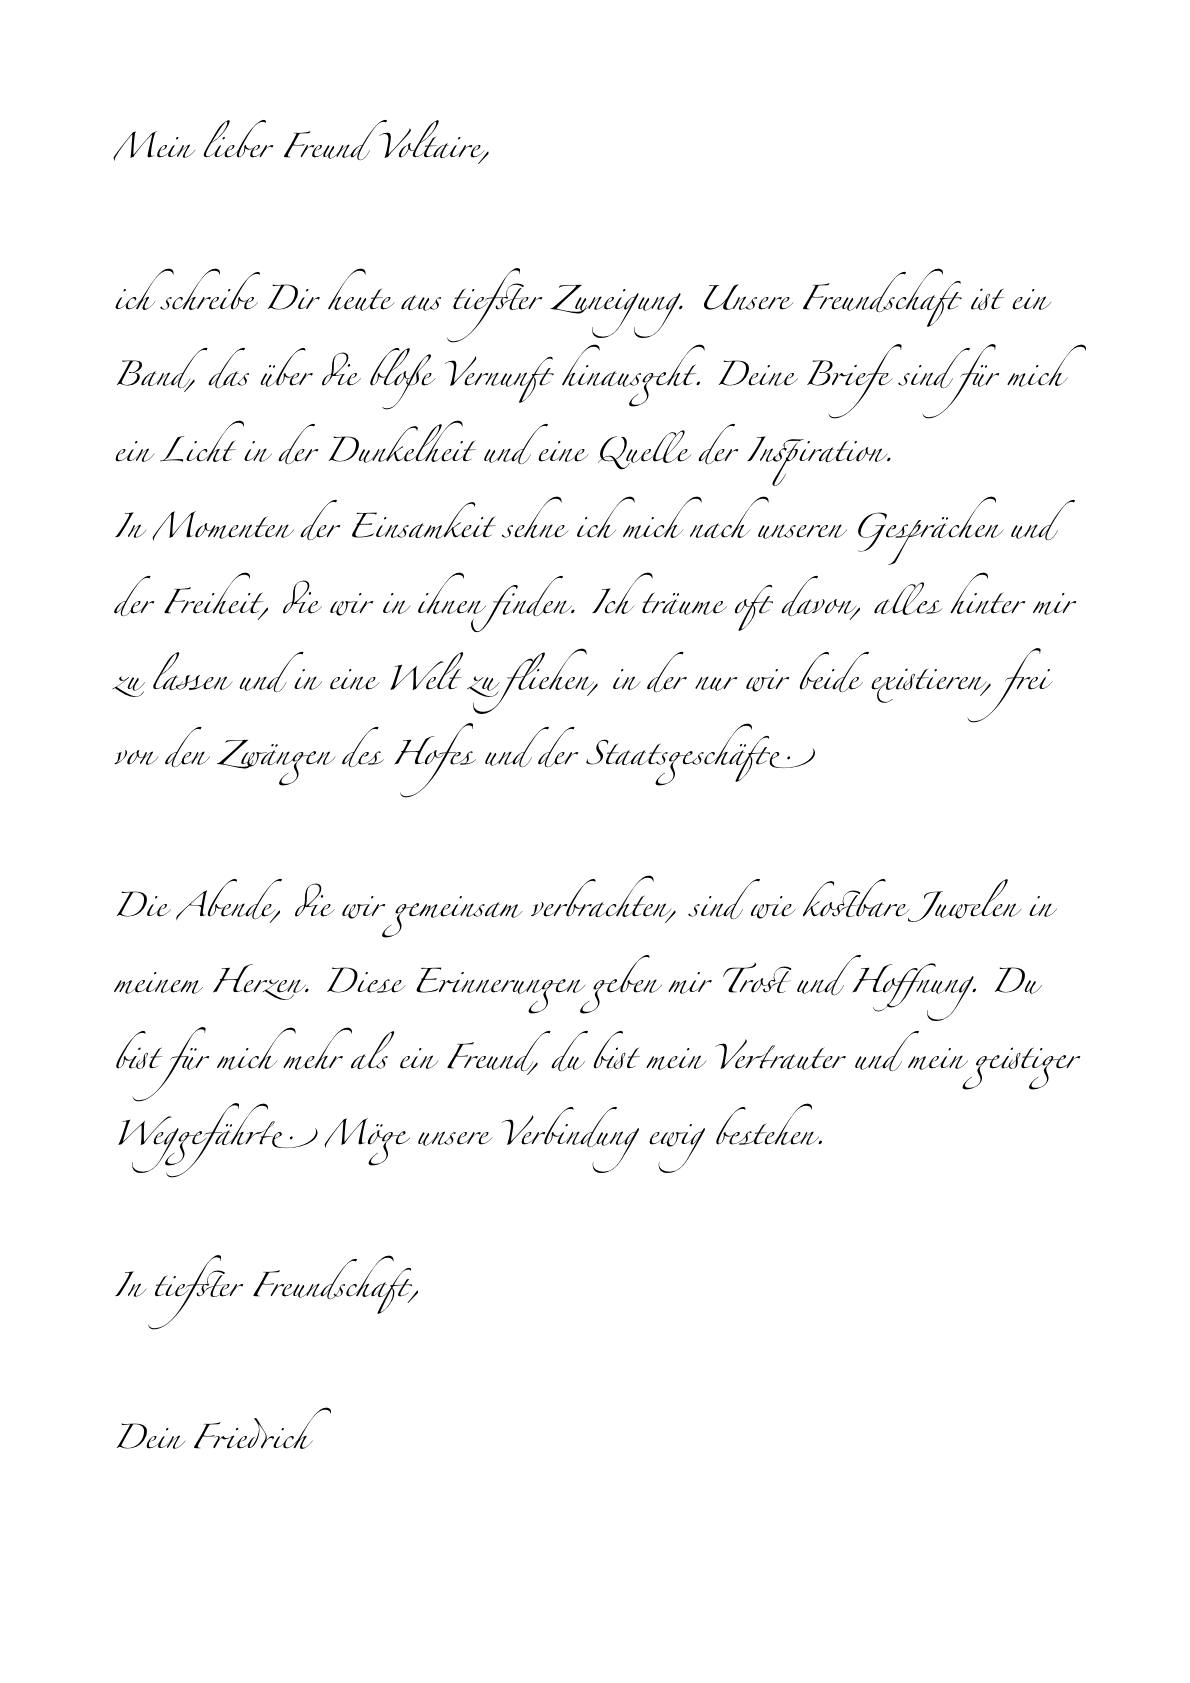 Mein lieber Freund Voltaire,
ich schreibe Dir heute aus tiefster Zuneigung. Unsere Freundschaft ist ein
Band, das über die bloße Vernunft hinausgeht. Deine Briefe sind für mich
ein Licht in der Dunkelheit und eine Quelle der Inspiration.
In Momenten der Einsamkeit sehne ich mich nach unseren Gesprächen und
der Freiheit, die wir in ihnen finden. Ich träume oft davon, alles hinter mir
zu lassen und in eine Welt zu fliehen, in der nur wir beide existieren, frei
von den Zwängen des Hofes und der Staatsgeschäfte.
Die Abende, die wir gemeinsam verbrachten, sind wie kostbare Juwelen in
meinem Herzen. Diese Erinnerungen geben mir Trost und Hoffnung. Du
bist für mich mehr als ein Freund, du bist mein Vertrauter und mein geistiger
Weggefährte. Möge unsere Verbindung ewig bestehen.
In tiefster Freundschaft,
Dein Friedrich